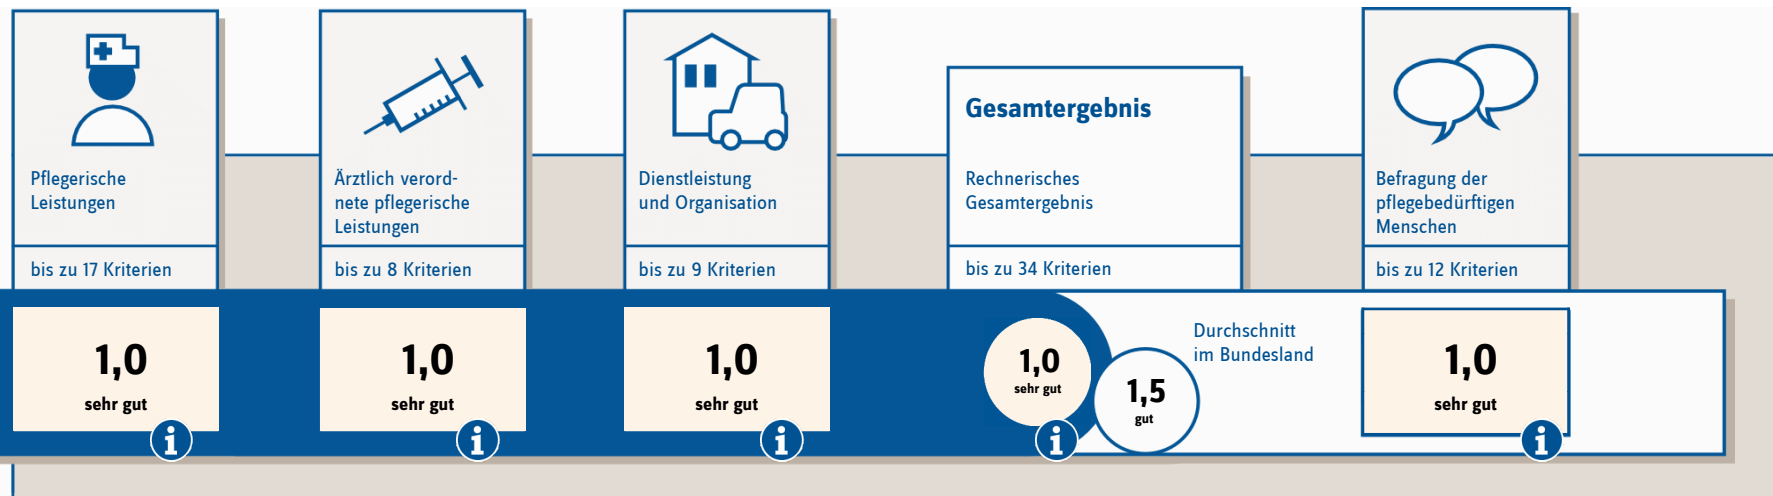 Pflegerische
Leistungen
bis zu 17 Kriterien
1,0
sehr gut
i
Ärztlich verord-
nete pflegerische
Leistungen
bis zu 8 Kriterien
1,0
sehr gut
i
Dienstleistung
und Organisation
bis zu 9 Kriterien
1,0
sehr gut
i
Gesamtergebnis
Rechnerisches
Gesamtergebnis
bis zu 34 Kriterien
1,0
sehr gut
i
1,5
gut
Durchschnitt
im Bundesland
Befragung der
pflegebedürftigen
Menschen
bis zu 12 Kriterien
1,0
sehr gut
i